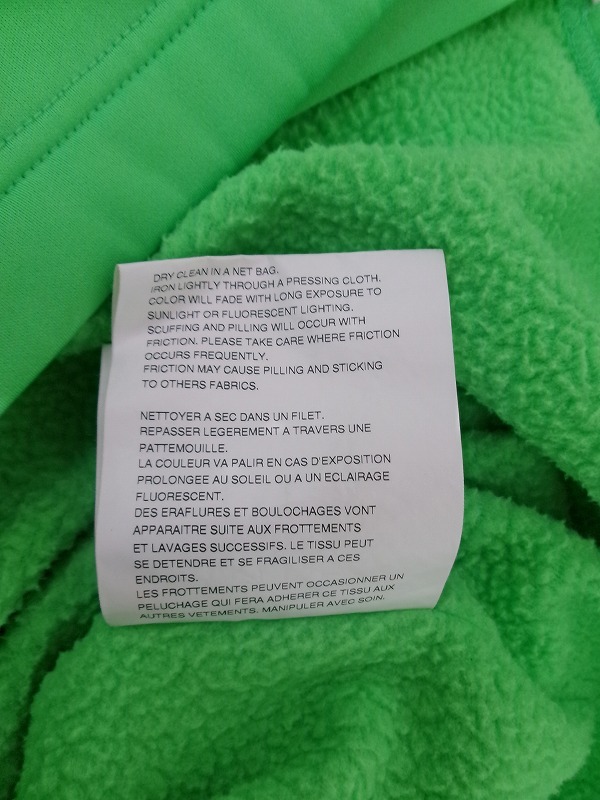 DRY CLEAN IN A NET BAG.
IRON LIGHTLY THROUGH A PRESSING CLOTH.
COLOR WILL FADE WITH LONG EXPOSURE TO
SUNLIGHT OR FLUORESCENT LIGHTING.
SCUFFING AND PILLING WILL OCCUR WITH
FRICTION. PLEASE TAKE CARE WHERE FRICTION
OCCURS FREQUENTLY.
FRICTION MAY CAUSE PILLING AND STICKING
TO OTHERS FABRICS.
NETTOYER A SEC DANS UN FILET.
REPASSER LEGEREMENT A TRAVERS UNE
PATTEMOUILLE.
LA COULEUR VA PALIR EN CAS D'EXPOSITION
PROLONGEE AU SOLEIL OU A UN ECLAIRAGE
FLUORESCENT.
DES ERAFLURES ET BOULOCHAGES VONT
APPARAITRE SUITE AUX FROTTEMENTS
ET LAVAGES SUCCESSIFS. LE TISSU PEUT
SE DETENDRE ET SE FRAGILISER A CES
ENDROITS.
LES FROTTEMENTS PEUVENT OCCASIONNER UN
PELUCHAGE QUI FERA ADHERER CE TISSU AUX
AUTRES VETEMENTS. MANIPULER AVEC SOIN.